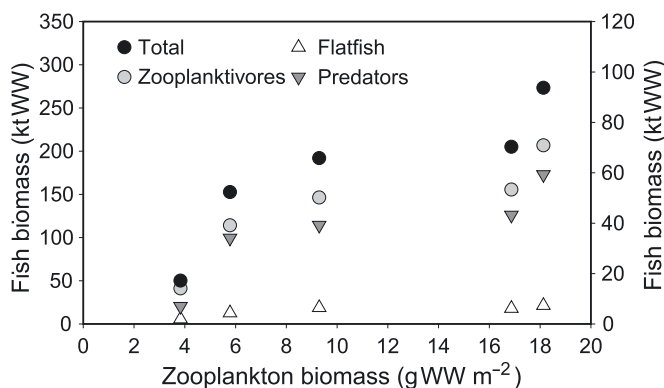 350
300
250
200
150
100
50
0
120
100
80
60
40
20
0
Fish biomass (kt WW)
Fish biomass (kt WW)
Total
Flatfish
Zooplanktivores
Predators
0 2 4 6 8 10 12 14 16 18 20
Zooplankton biomass (g WW m⁻²)